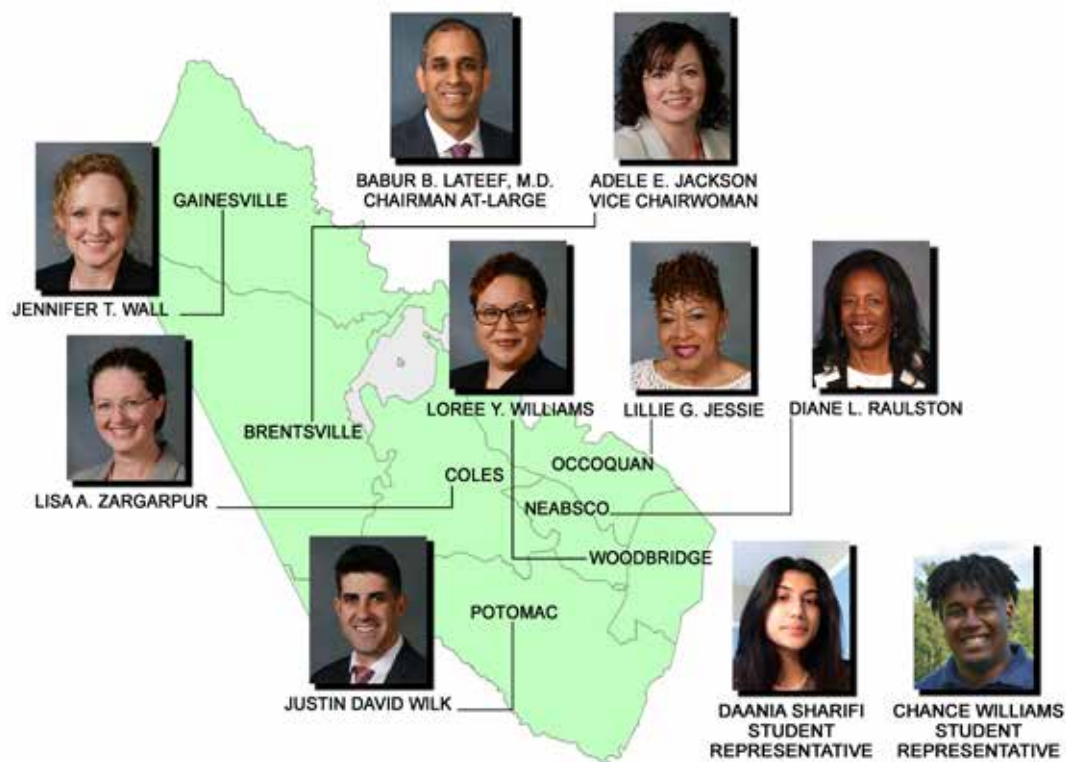 BABUR B. LATEEF, M.D.
CHAIRMAN AT-LARGE
ADELE E. JACKSON
VICE CHAIRWOMAN
GAINESVILLE
JENNIFER T. WALL
LOREE Y. WILLIAMS
LILLIE G. JESSIE
DIANE L. RAULSTON
BRENTSVILLE
LISA A. ZARGARPUR
COLES
OCCOQUAN
NEABSCO
WOODBRIDGE
POTOMAC
JUSTIN DAVID WILK
DAANIA SHARIFI
STUDENT
REPRESENTATIVE
CHANCE WILLIAMS
STUDENT
REPRESENTATIVE